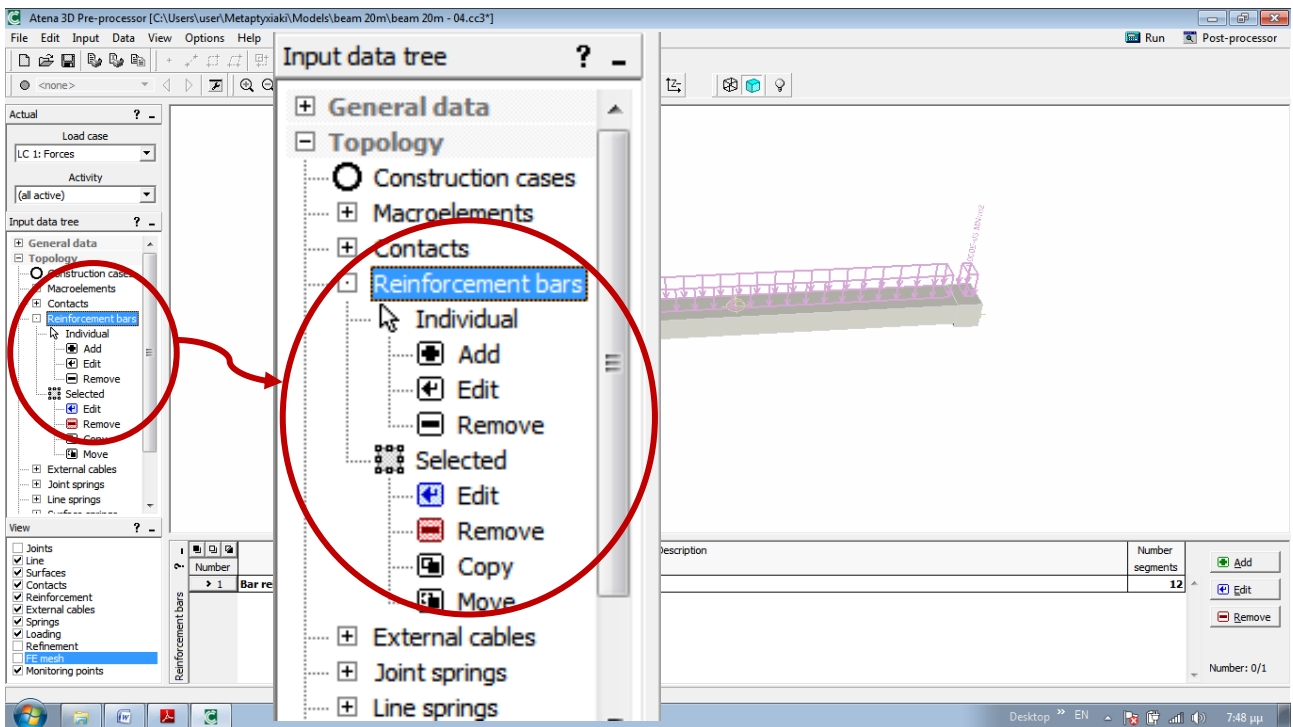 Atena 3D Pre-processor [C:\Users\user\Metaptyxiaki\Models\beam 20m\beam 20m - 04.cc3*]
File Edit Input Data View Options Help
Run Post-processor
<none>
Actual ? _
Load case
LC 1: Forces
Activity
(all active)
Input data tree ? _
General data
Topology
Construction cases
Macroelements
Contacts
Reinforcement bars
Individual
Add
Edit
Remove
Selected
Edit
Remove
Copy
Move
External cables
Joint springs
Line springs
Input data tree ? _
General data
Topology
Construction cases
Macroelements
Contacts
Reinforcement bars
Individual
Add
Edit
Remove
Selected
Edit
Remove
Copy
Move
External cables
Joint springs
Line springs
View ? _
Joints
Line
Surfaces
Contacts
Reinforcement
External cables
Springs
Loading
Refinement
FE mesh
Monitoring points
Reinforcement bars
Number
Description
Number segments
1 Bar re
12
Add
Edit
Remove
Number: 0/1
Desktop » EN 7:48 μμ